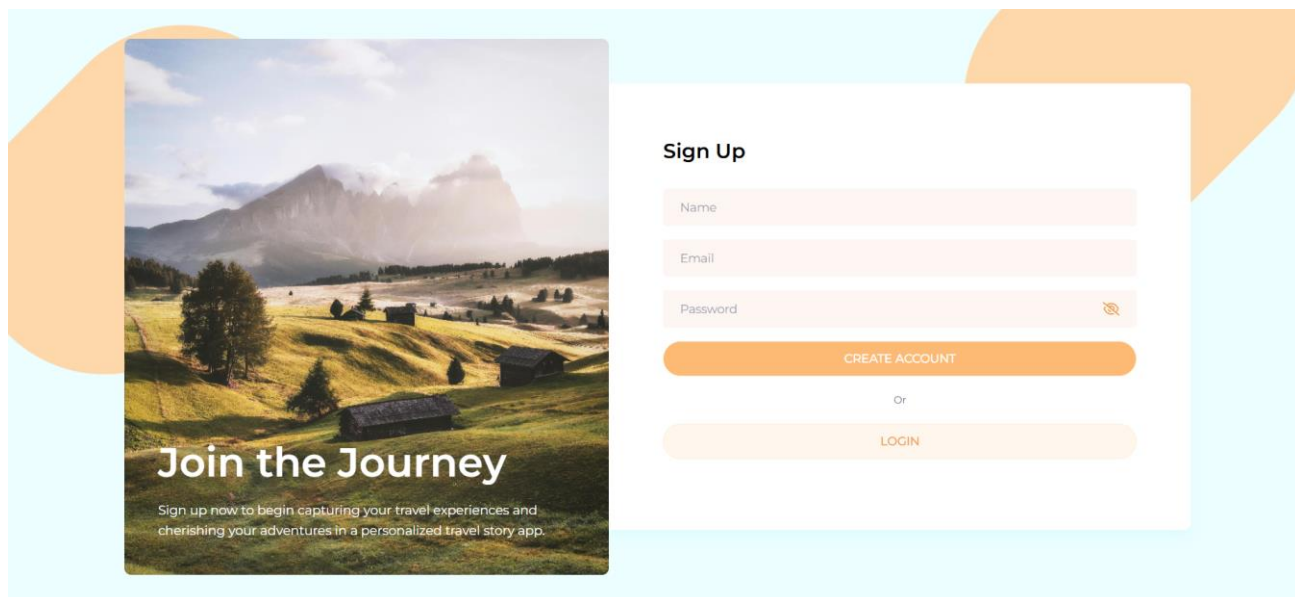 Join the Journey
Sign up now to begin capturing your travel experiences and
cherishing your adventures in a personalized travel story app.
Sign Up
Name
Email
Password
CREATE ACCOUNT
Or
LOGIN